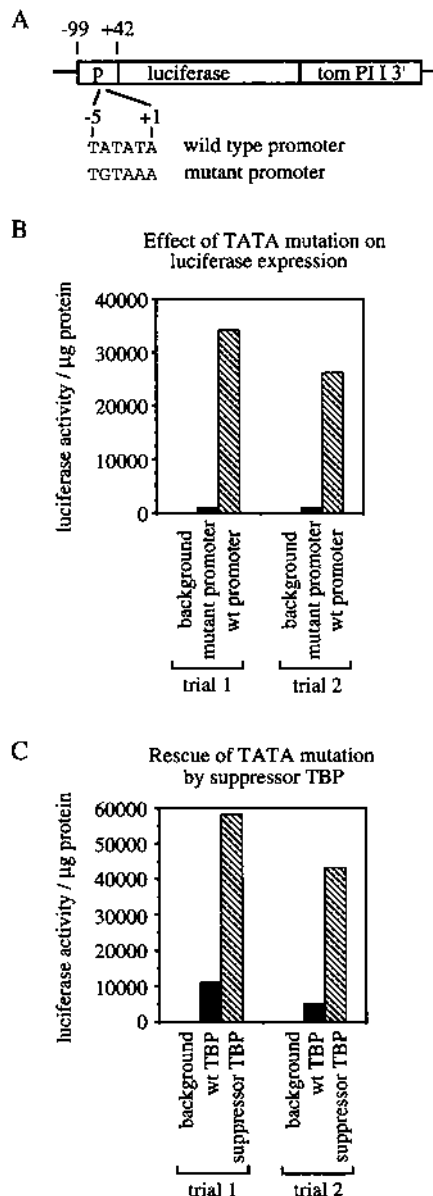 A
-99 +42
P luciferase tom PI I 3'
-5 +1
TATATA wild type promoter
TGTAAA mutant promoter
B
Effect of TATA mutation on
luciferase expression
luciferase activity / µg protein
40000
30000
20000
10000
0
background
mutant promoter
wt promoter
background
mutant promoter
wt promoter
trial 1 trial 2
C
Rescue of TATA mutation
by suppressor TBP
luciferase activity / µg protein
60000
50000
40000
30000
20000
10000
0
background
wt TBP
suppressor TBP
background
wt TBP
suppressor TBP
trial 1 trial 2